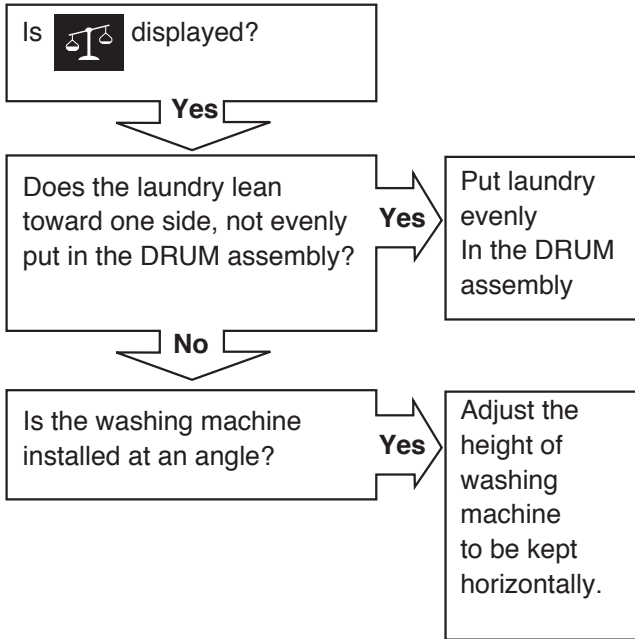 Is displayed?
Yes
Does the laundry lean
toward one side, not evenly
put in the DRUM assembly?
Yes
Put laundry
evenly
In the DRUM
assembly
No
Is the washing machine
installed at an angle?
Yes
Adjust the
height of
washing
machine
to be kept
horizontally.